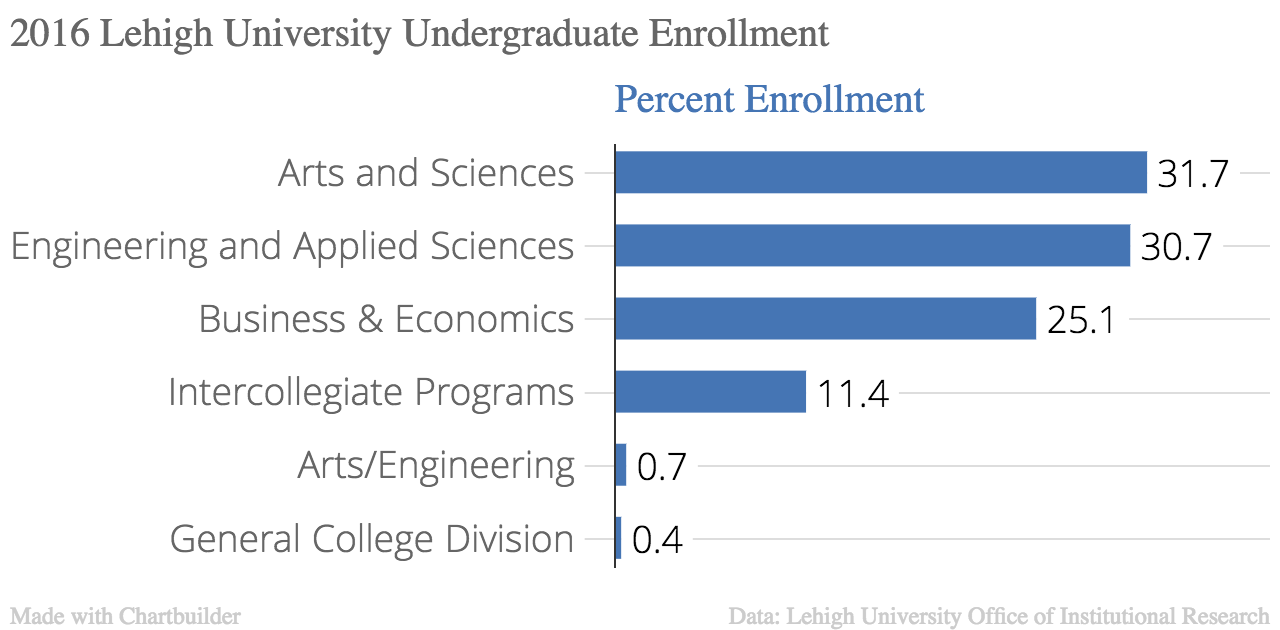 2016 Lehigh University Undergraduate Enrollment
Percent Enrollment
Arts and Sciences 31.7
Engineering and Applied Sciences 30.7
Business & Economics 25.1
Intercollegiate Programs 11.4
Arts/Engineering 0.7
General College Division 0.4
Made with Chartbuilder Data: Lehigh University Office of Institutional Research